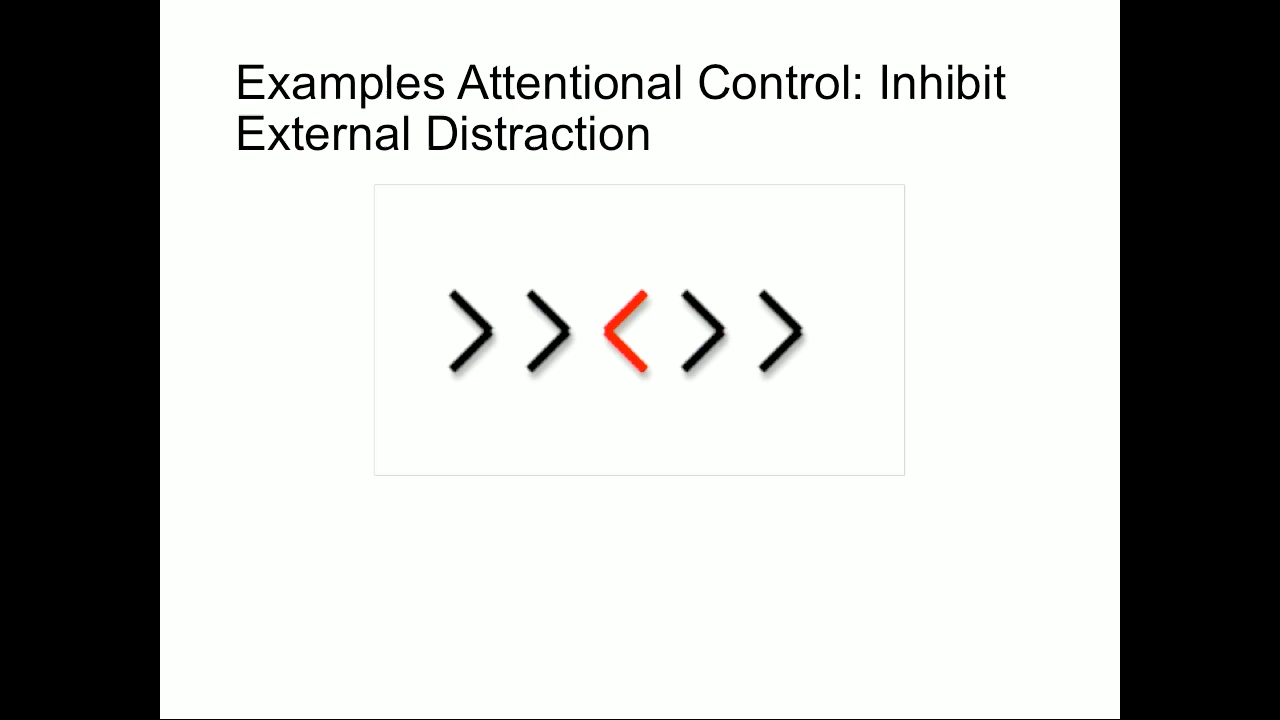 Examples Attentional Control: Inhibit
External Distraction
> > < > >